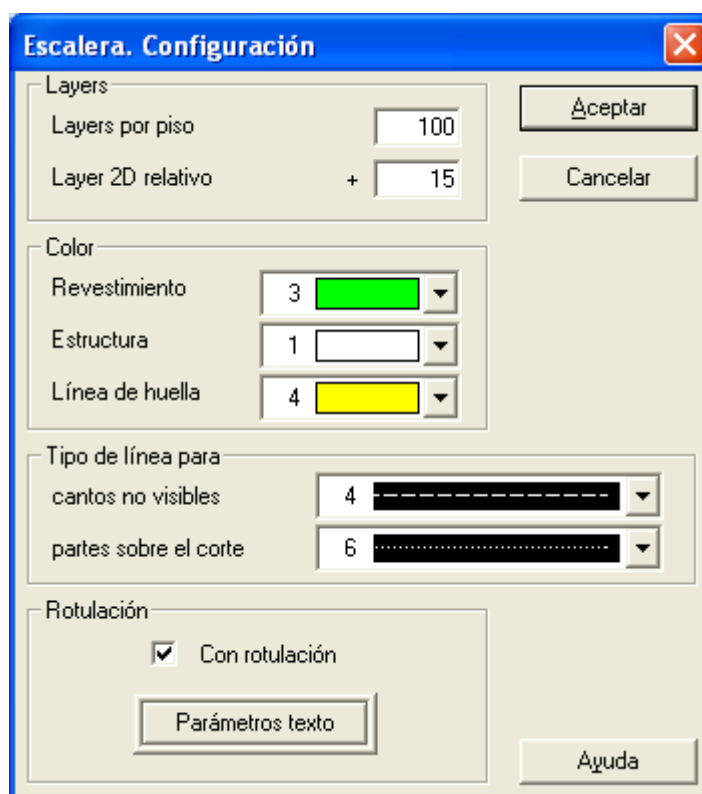 Escalera. Configuración
Layers
Layers por piso 100
Layer 2D relativo + 15
Aceptar
Cancelar
Color
Revestimiento 3
Estructura 1
Línea de huella 4
Tipo de línea para
cantos no visibles 4
partes sobre el corte 6
Rotulación
Con rotulación
Parámetros texto
Ayuda